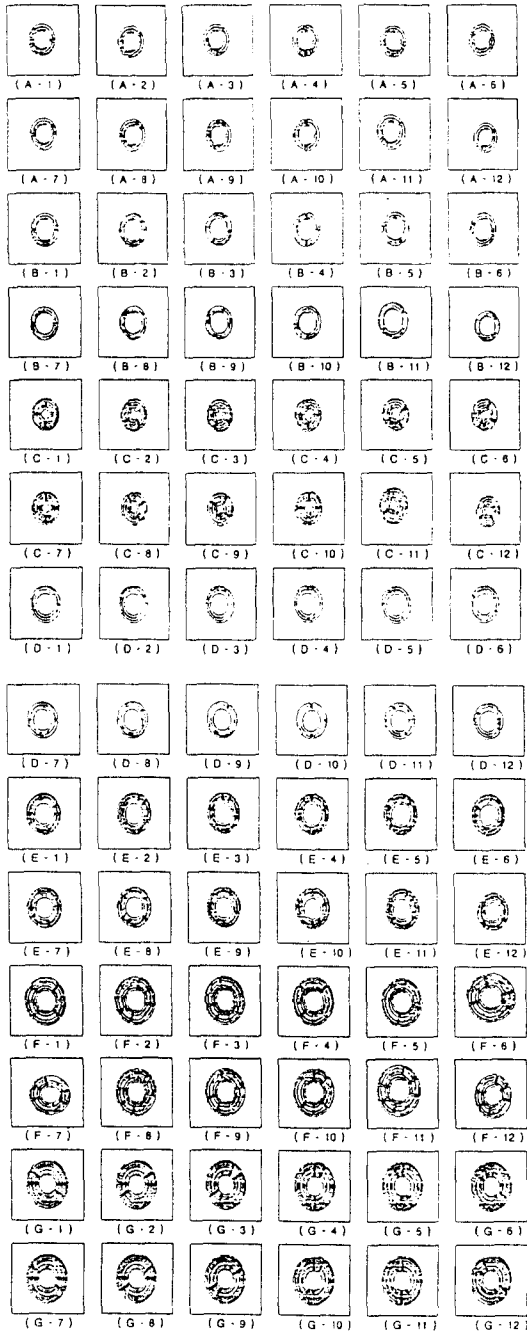 (A-1) (A-2) (A-3) (A-4) (A-5) (A-6)
(A-7) (A-8) (A-9) (A-10) (A-11) (A-12)
(B-1) (B-2) (B-3) (B-4) (B-5) (B-6)
(B-7) (B-8) (B-9) (B-10) (B-11) (B-12)
(C-1) (C-2) (C-3) (C-4) (C-5) (C-6)
(C-7) (C-8) (C-9) (C-10) (C-11) (C-12)
(D-1) (D-2) (D-3) (D-4) (D-5) (D-6)
(D-7) (D-8) (D-9) (D-10) (D-11) (D-12)
(E-1) (E-2) (E-3) (E-4) (E-5) (E-6)
(E-7) (E-8) (E-9) (E-10) (E-11) (E-12)
(F-1) (F-2) (F-3) (F-4) (F-5) (F-6)
(F-7) (F-8) (F-9) (F-10) (F-11) (F-12)
(G-1) (G-2) (G-3) (G-4) (G-5) (G-6)
(G-7) (G-8) (G-9) (G-10) (G-11) (G-12)